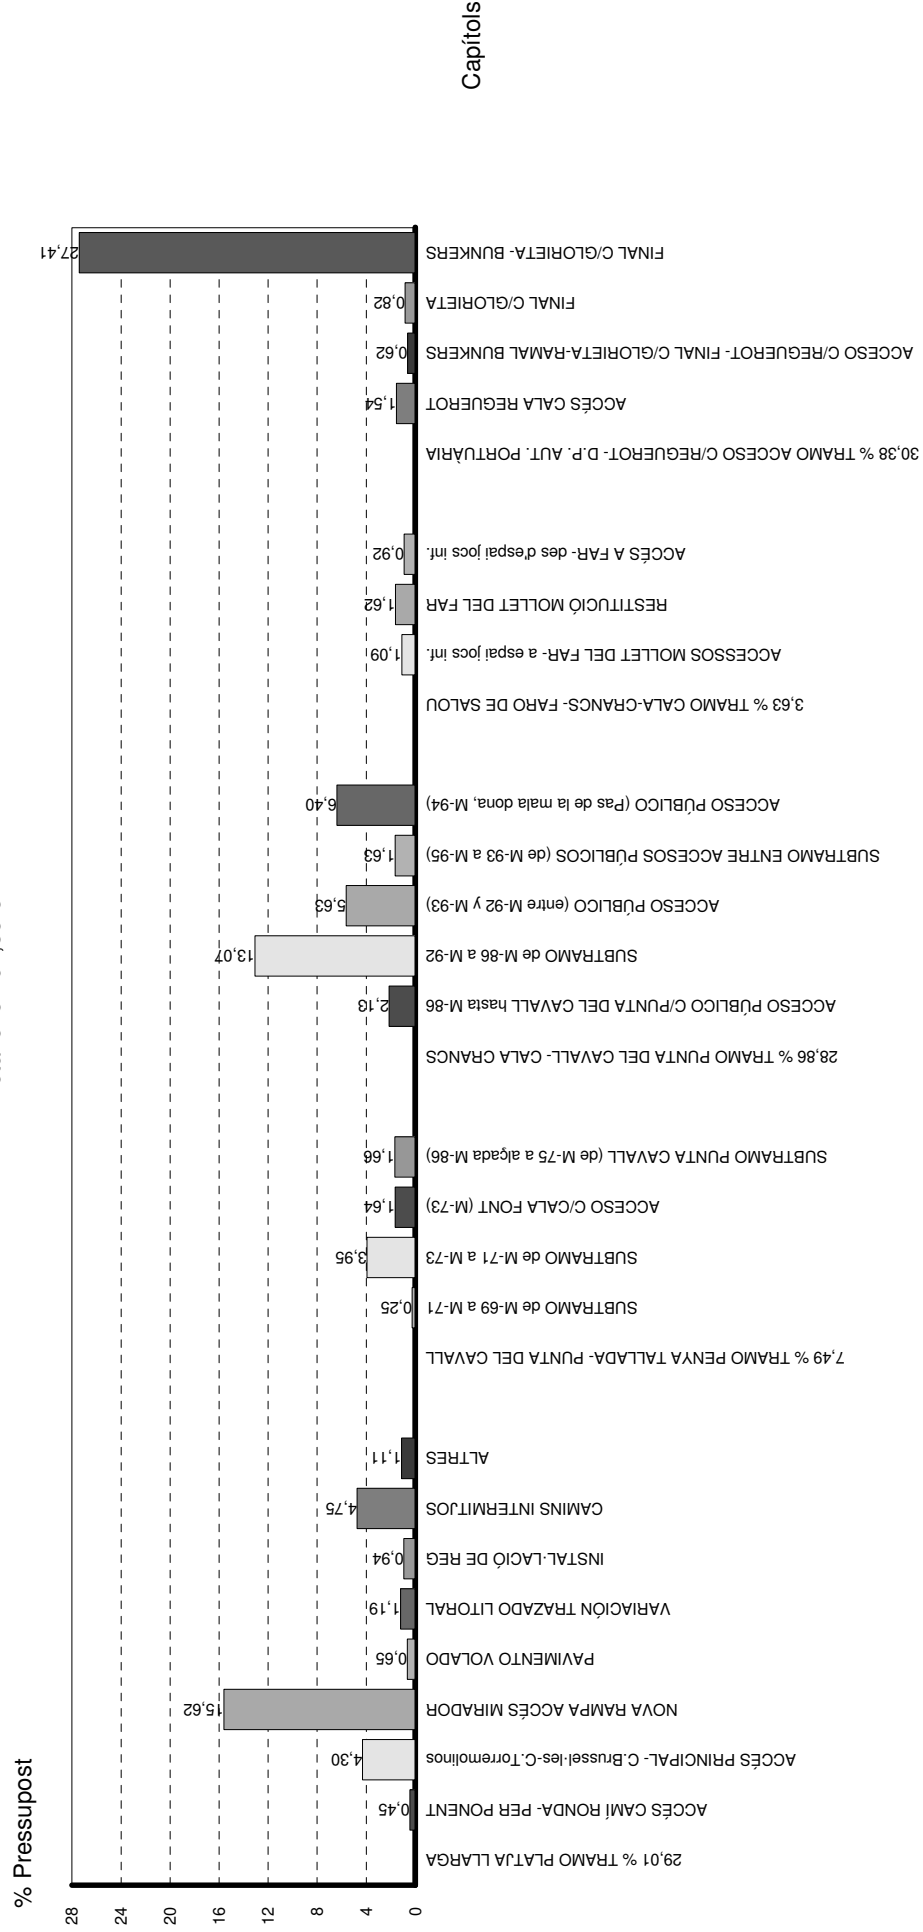 % Pressupost
28
24
20
16
12
8
4
0
29,01 % TRAMO PLATJA LLARGA
0,45
ACCÉS CAMÍ RONDA- PER PONENT
4,30
ACCÉS PRINCIPAL- C.Brussel·les-C.Torremolinos
15,62
NOVA RAMPA ACCÉS MIRADOR
0,65
PAVIMENTO VOLADO
1,19
VARIACIÓN TRAZADO LITORAL
0,94
INSTAL·LACIÓ DE REG
4,75
CAMINS INTERMITJOS
1,11
ALTRES
7,49 % TRAMO PENYA TALLADA- PUNTA DEL CAVALL
0,25
SUBTRAMO de M-69 a M-71
3,95
SUBTRAMO de M-71 a M-73
1,64
ACCESO C/CALA FONT (M-73)
1,66
SUBTRAMO PUNTA CAVALL (de M-75 a alçada M-86)
28,86 % TRAMO PUNTA DEL CAVALL- CALA CRANCS
2,13
ACCESO PÚBLICO C/PUNTA DEL CAVALL hasta M-86
13,07
SUBTRAMO de M-86 a M-92
5,63
ACCESO PÚBLICO (entre M-92 y M-93)
1,63
SUBTRAMO ENTRE ACCESOS PÚBLICOS (de M-93 a M-95)
6,40
ACCESO PÚBLICO (Pas de la mala dona, M-94)
3,63 % TRAMO CALA-CRANCS- FARO DE SALOU
1,09
ACCESSOS MOLLET DEL FAR- a espai jocs inf.
1,62
RESTITUCIÓ MOLLET DEL FAR
0,92
ACCÉS A FAR- des d'espai jocs inf.
30,38 % TRAMO ACCESO C/REGUEROT- D.P. AUT. PORTUÀRIA
1,54
ACCÉS CALA REGUEROT
0,62
ACCESO C/REGUEROT- FINAL C/GLORIETA-RAMAL BUNKERS
0,82
FINAL C/GLORIETA
27,41
FINAL C/GLORIETA- BUNKERS
Capítols